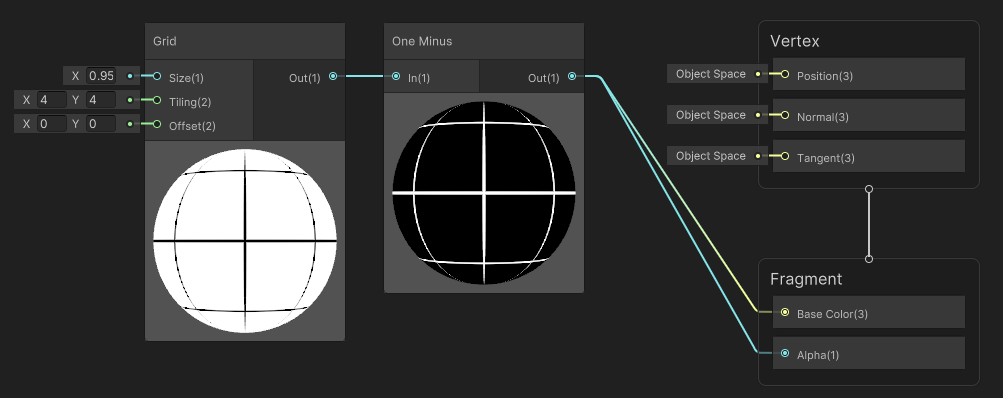 Grid
X 0.95
Size(1)
Out(1)
X 4 Y 4
Tiling(2)
X 0 Y 0
Offset(2)
One Minus
In(1)
Out(1)
Vertex
Object Space
Position(3)
Object Space
Normal(3)
Object Space
Tangent(3)
Fragment
Base Color(3)
Alpha(1)